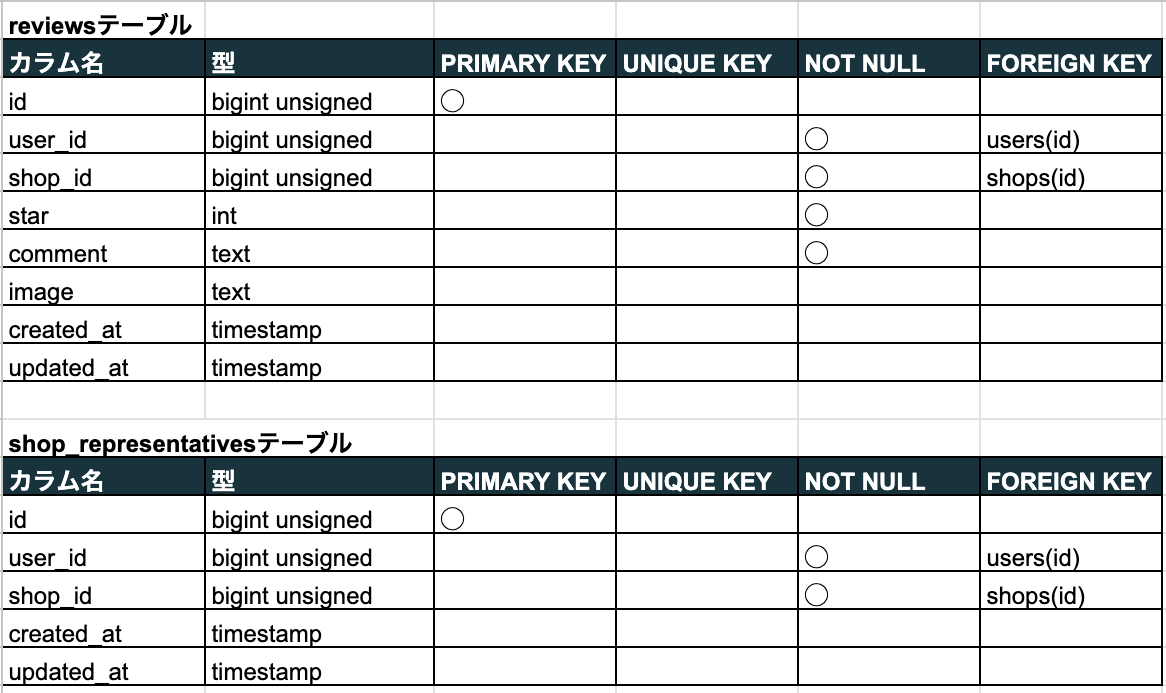 reviewsテーブル
カラム名 型 PRIMARY KEY UNIQUE KEY NOT NULL FOREIGN KEY
id bigint unsigned ○
user_id bigint unsigned ○ users(id)
shop_id bigint unsigned ○ shops(id)
star int ○
comment text ○
image text
created_at timestamp
updated_at timestamp
shop_representativesテーブル
カラム名 型 PRIMARY KEY UNIQUE KEY NOT NULL FOREIGN KEY
id bigint unsigned ○
user_id bigint unsigned ○ users(id)
shop_id bigint unsigned ○ shops(id)
created_at timestamp
updated_at timestamp